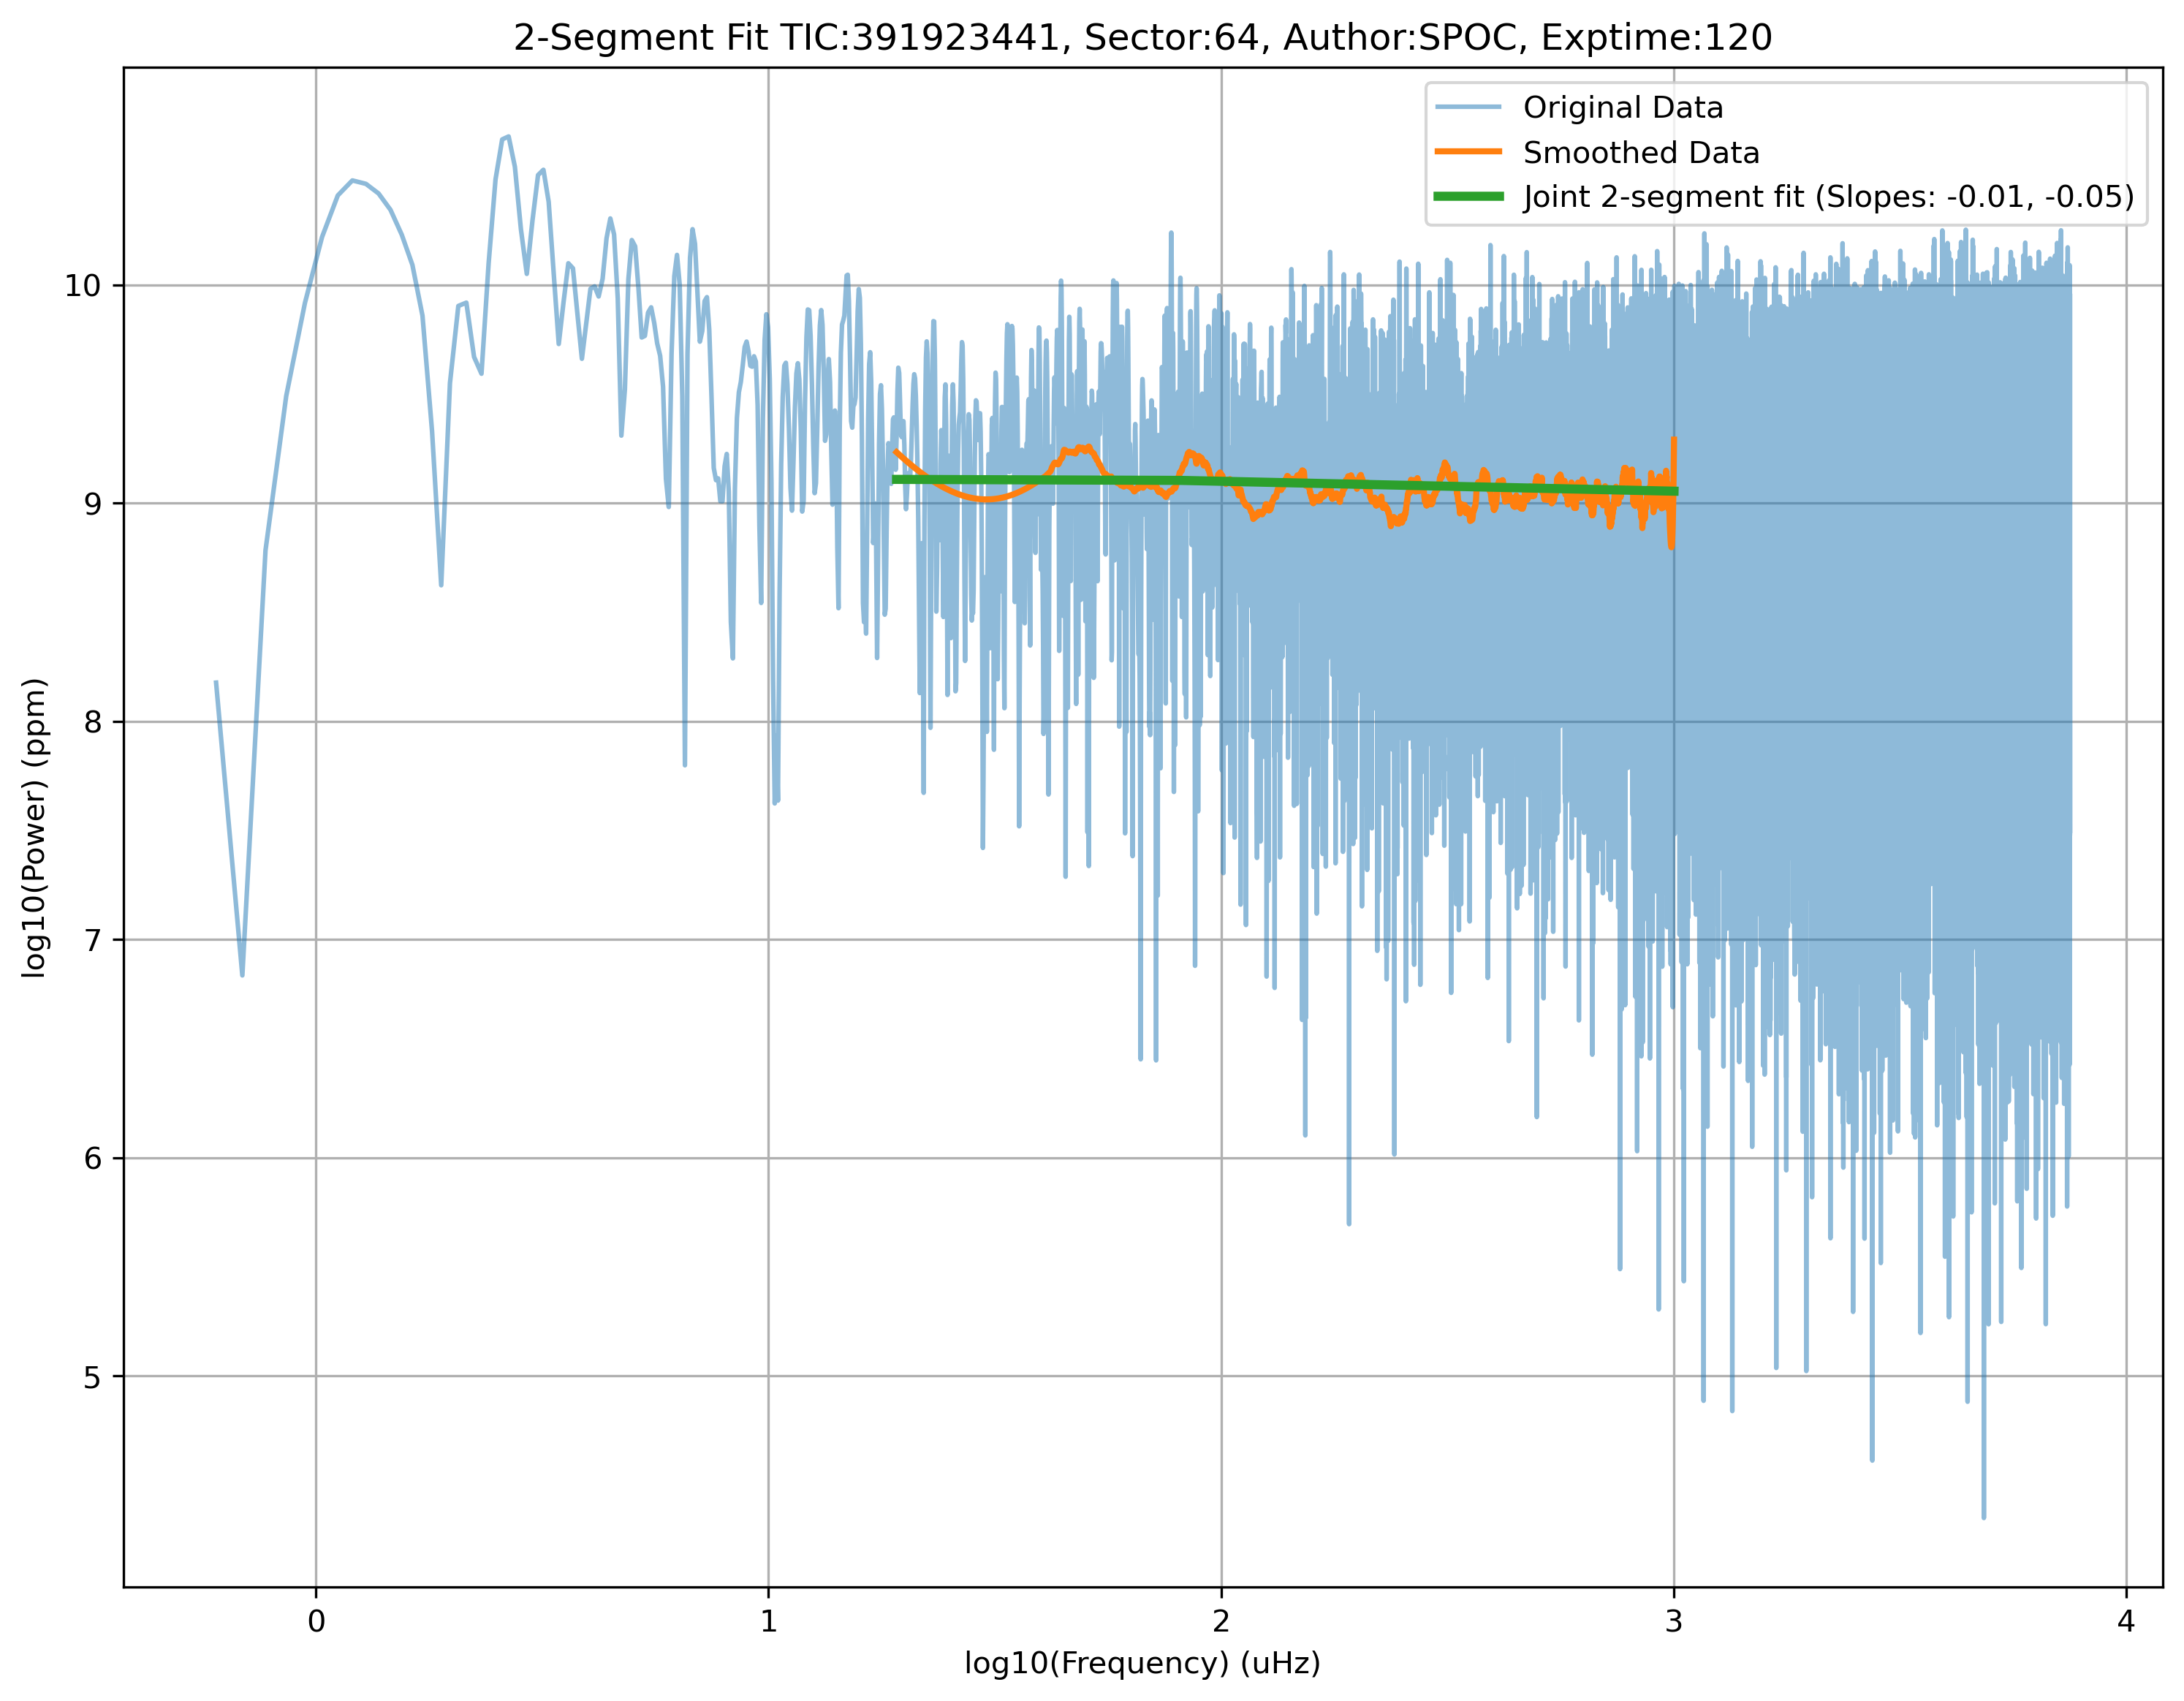 2-Segment Fit TIC:391923441, Sector:64, Author:SPOC, Exptime:120
Original Data
Smoothed Data
Joint 2-segment fit (Slopes: -0.01, -0.05)
log10(Power) (ppm)
10
9
8
7
6
5
0 1 2 3 4
log10(Frequency) (uHz)